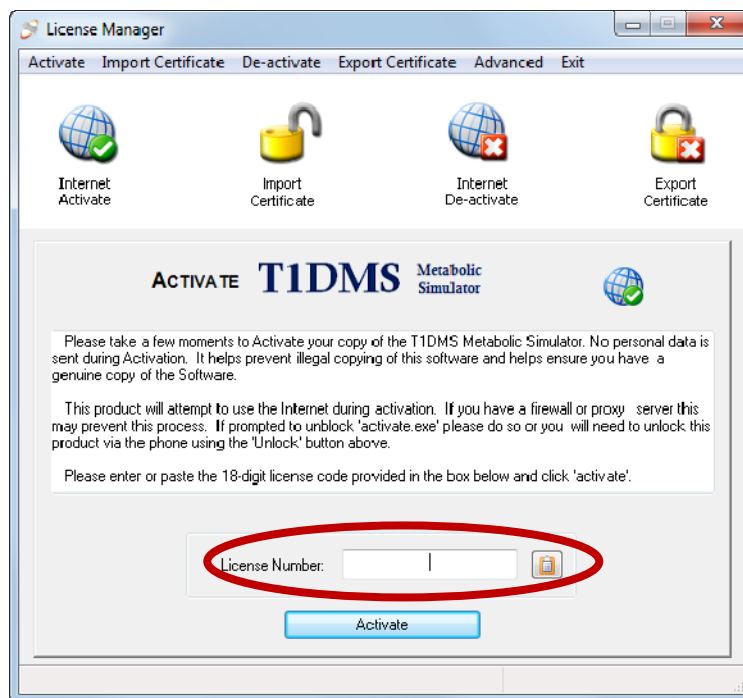 License Manager
Activate Import Certificate De-activate Export Certificate Advanced Exit
Internet Activate
Import Certificate
Internet De-activate
Export Certificate
ACTIVATE T1DMS Metabolic Simulator
Please take a few moments to Activate your copy of the T1DMS Metabolic Simulator. No personal data is
sent during Activation. It helps prevent illegal copying of this software and helps ensure you have a
genuine copy of the Software.
This product will attempt to use the Internet during activation. If you have a firewall or proxy server this
may prevent this process. If prompted to unblock 'activate.exe' please do so or you will need to unlock this
product via the phone using the 'Unlock' button above.
Please enter or paste the 18-digit license code provided in the box below and click 'activate'.
License Number:
Activate